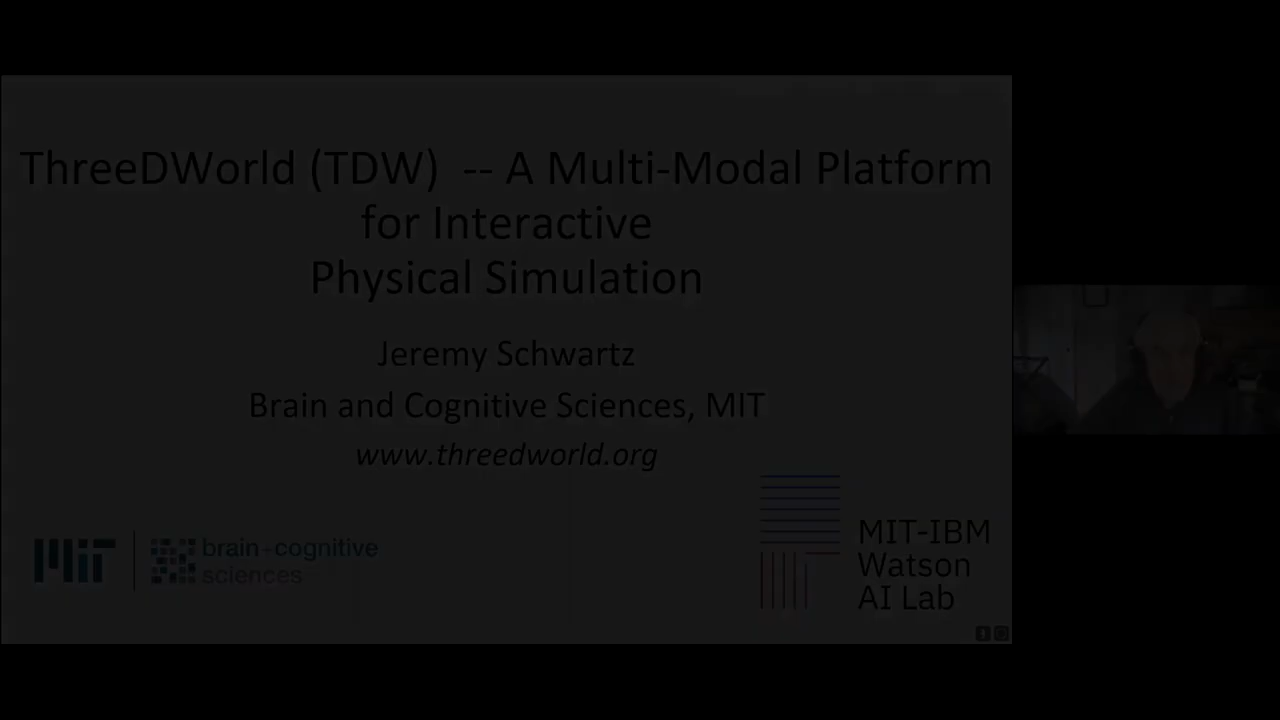 ThreeDWorld (TDW) -- A Multi-Modal Platform
for Interactive
Physical Simulation
Jeremy Schwartz
Brain and Cognitive Sciences, MIT
www.threedworld.org
MIT
brain+cognitive
sciences
MIT-IBM
Watson
AI Lab